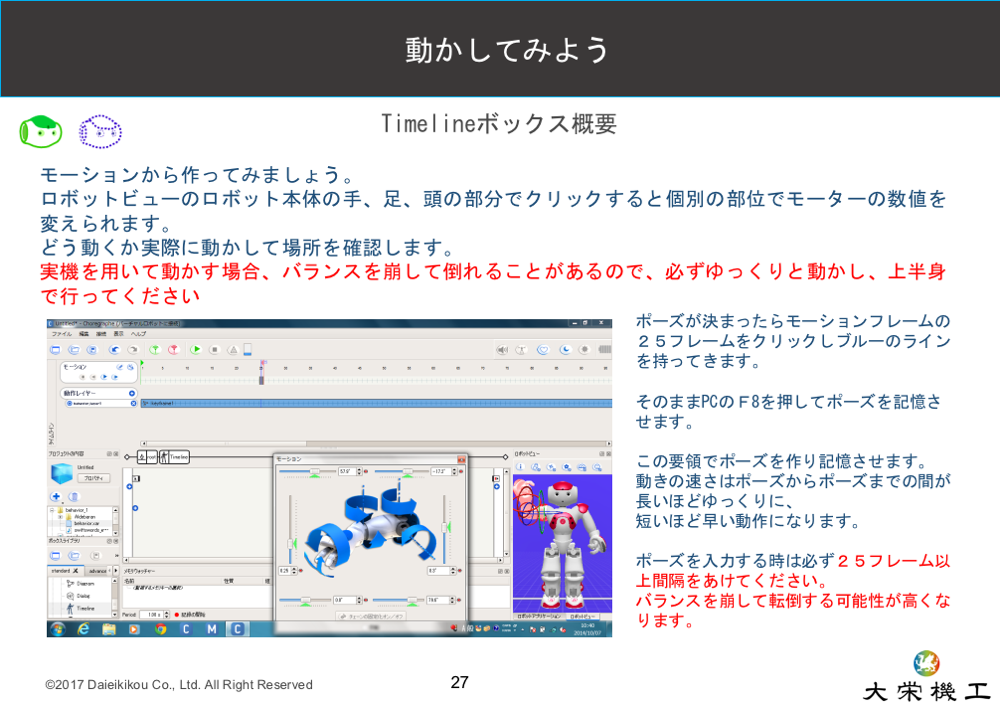 動かしてみよう
Timelineボックス概要
モーションから作ってみましょう。
ロボットビューのロボット本体の手、足、頭の部分でクリックすると個別の部位でモーターの数値を
変えられます。
どう動くか実際に動かして場所を確認します。
実機を用いて動かす場合、バランスを崩して倒れることがあるので、必ずゆっくりと動かし、上半身
で行ってください
ポーズが決まったらモーションフレームの
２５フレームをクリックしブルーのライン
を持ってきます。
そのままPCのＦ8を押してポーズを記憶さ
せます。
この要領でポーズを作り記憶させます。
動きの速さはポーズからポーズまでの間が
長いほどゆっくりに、
短いほど早い動作になります。
ポーズを入力する時は必ず２５フレーム以
上間隔をあけてください。
バランスを崩して転倒する可能性が高くな
ります。
ファイル 編集 接続 表示 ヘルプ
モーション
動作レイヤー
root Timeline
モーション
ロボットビュー
Untitled
プロパティ
behavior_1
Aldebaran
behavior.xar
ボックスライブラリ
standard advance
Diagram
Dialog
Timeline
メモリウォッチャー
名前
性質
Period:
10:40
2016/10/07
©2017 Daieikikou Co., Ltd. All Right Reserved
27
大栄機工